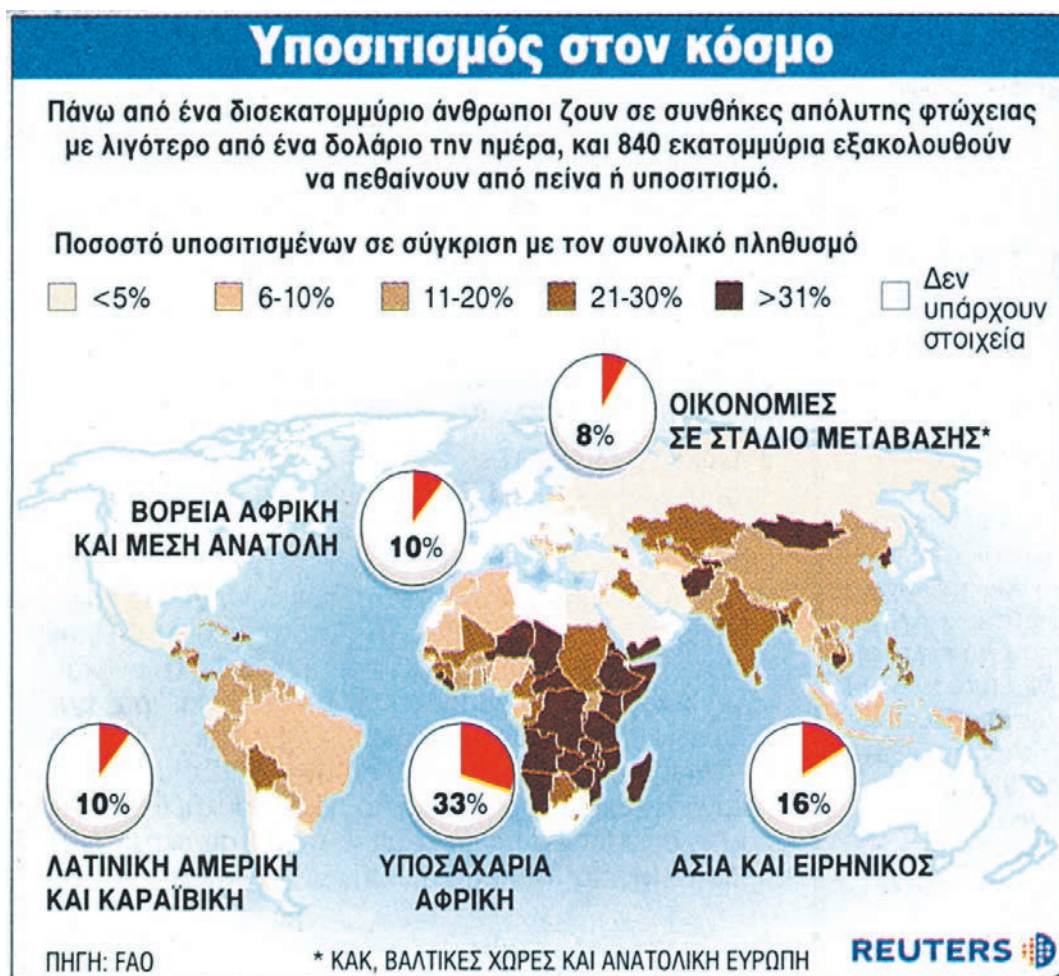 Υποσιτισμός στον κόσμο
Πάνω από ένα δισεκατομμύριο άνθρωποι ζουν σε συνθήκες απόλυτης φτώχειας
με λιγότερο από ένα δολάριο την ημέρα, και 840 εκατομμύρια εξακολουθούν
να πεθαίνουν από πείνα ή υποσιτισμό.
Ποσοστό υποσιτισμένων σε σύγκριση με τον συνολικό πληθυσμό
<5% 6-10% 11-20% 21-30% >31% Δεν
υπάρχουν
στοιχεία
8%
ΟΙΚΟΝΟΜΙΕΣ
ΣΕ ΣΤΑΔΙΟ ΜΕΤΑΒΑΣΗΣ*
ΒΟΡΕΙΑ ΑΦΡΙΚΗ
ΚΑΙ ΜΕΣΗ ΑΝΑΤΟΛΗ
10%
10%
ΛΑΤΙΝΙΚΗ ΑΜΕΡΙΚΗ
ΚΑΙ ΚΑΡΑΪΒΙΚΗ
33%
ΥΠΟΣΑΧΑΡΙΑ
ΑΦΡΙΚΗ
16%
ΑΣΙΑ ΚΑΙ ΕΙΡΗΝΙΚΟΣ
ΠΗΓΗ: FAO
* ΚΑΚ, ΒΑΛΤΙΚΕΣ ΧΩΡΕΣ ΚΑΙ ΑΝΑΤΟΛΙΚΗ ΕΥΡΩΠΗ
REUTERS